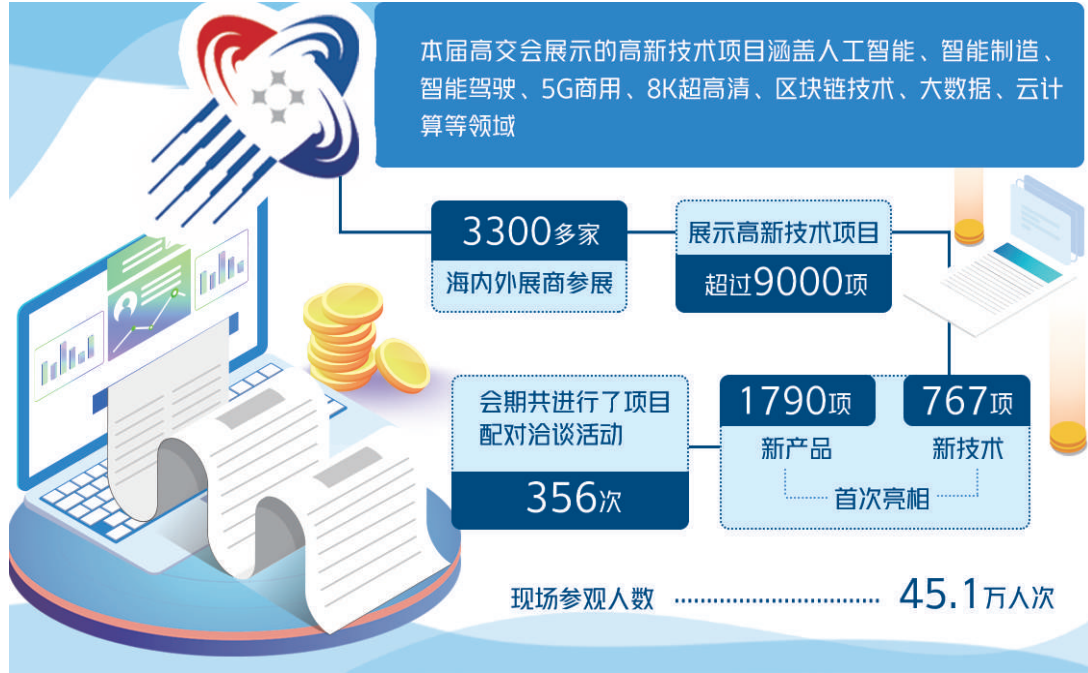 本届高交会展示的高新技术项目涵盖人工智能、智能制造、
智能驾驶、5G商用、8K超高清、区块链技术、大数据、云计
算等领域
3300多家
海内外展商参展
展示高新技术项目
超过9000项
1790项
新产品
767项
新技术
首次亮相
会期共进行了项目
配对洽谈活动
356次
现场参观人数 45.1万人次